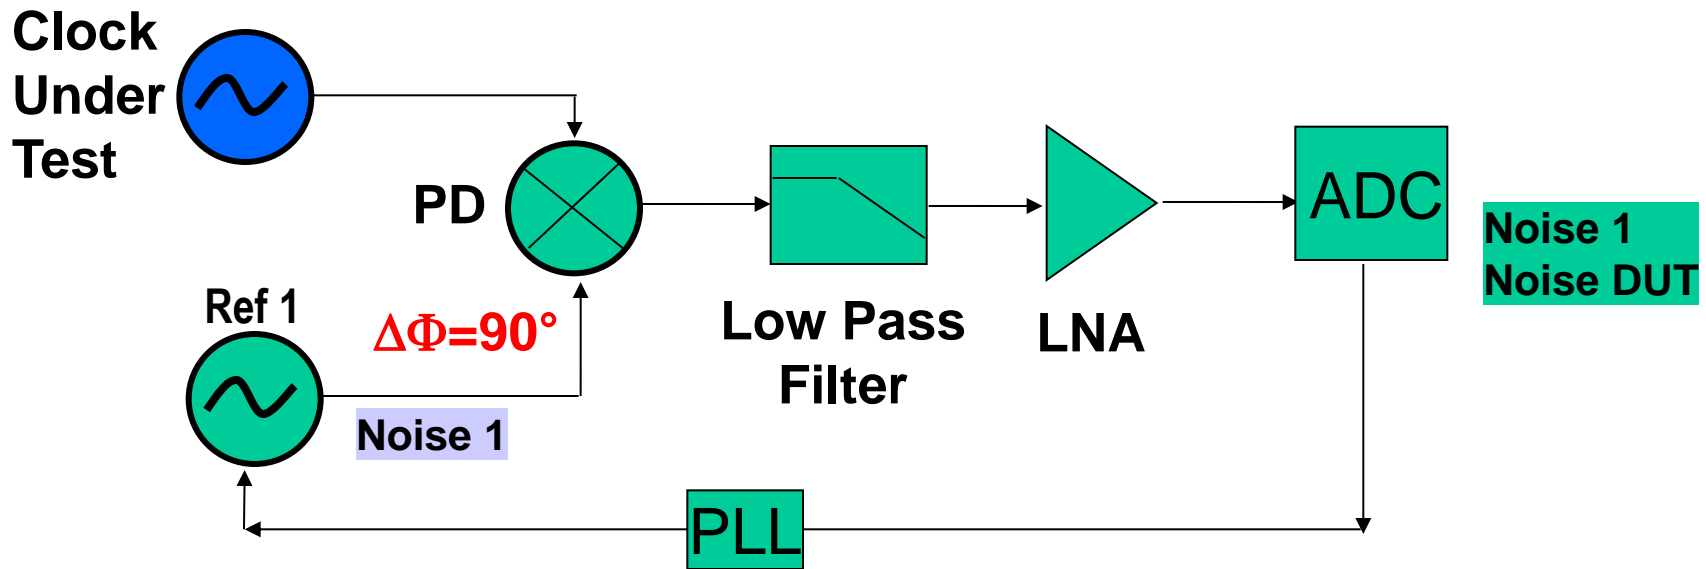 Clock
Under
Test
PD
Ref 1
ΔΦ=90°
Noise 1
Low Pass
Filter
LNA
ADC
Noise 1
Noise DUT
PLL